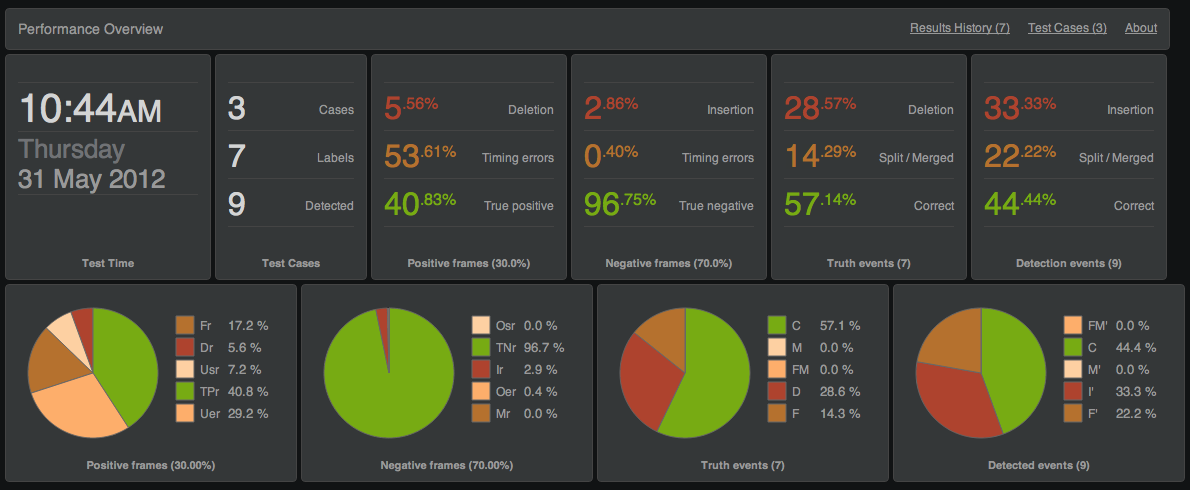 Performance Overview
Results History (7) Test Cases (3) About
10:44AM
Thursday
31 May 2012
Test Time
3 Cases
7 Labels
9 Detected
Test Cases
5.56% Deletion
53.61% Timing errors
40.83% True positive
Positive frames (30.0%)
2.86% Insertion
0.40% Timing errors
96.75% True negative
Negative frames (70.0%)
28.57% Deletion
14.29% Split / Merged
57.14% Correct
Truth events (7)
33.33% Insertion
22.22% Split / Merged
44.44% Correct
Detection events (9)
Fr 17.2 %
Dr 5.6 %
Usr 7.2 %
TPr 40.8 %
Uer 29.2 %
Positive frames (30.00%)
Osr 0.0 %
TNr 96.7 %
Ir 2.9 %
Oer 0.4 %
Mr 0.0 %
Negative frames (70.00%)
C 57.1 %
M 0.0 %
FM 0.0 %
D 28.6 %
F 14.3 %
Truth events (7)
FM' 0.0 %
C 44.4 %
M' 0.0 %
I' 33.3 %
F' 22.2 %
Detected events (9)